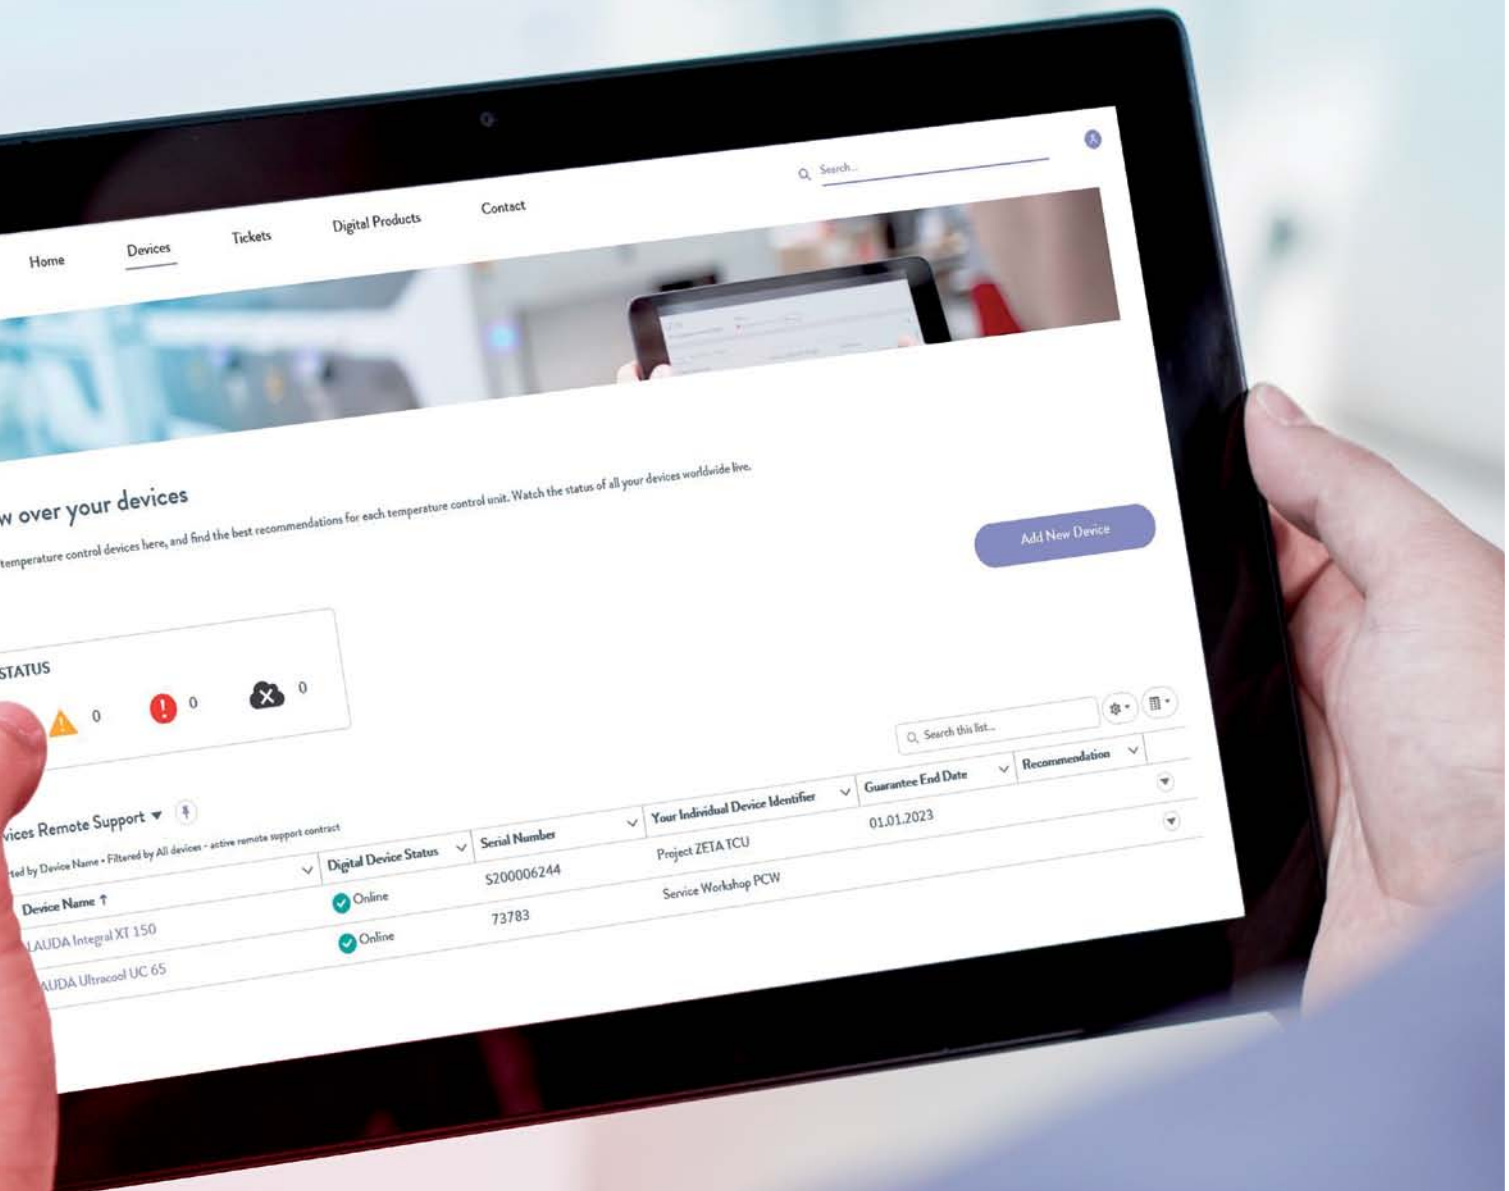 Search...
Home Devices Tickets Digital Products Contact
w over your devices
temperature control devices here, and find the best recommendations for each temperature control unit. Watch the status of all your devices worldwide live.
Add New Device
STATUS
0 0 0
Search this list...
vices Remote Support
ted by Device Name • Filtered by All devices - active remote support contract
Device Name ↑ Digital Device Status Serial Number Your Individual Device Identifier Guarantee End Date Recommendation
LAUDA Integral XT 150 Online S200006244 Project ZETA TCU 01.01.2023
AUDA Ultracool UC 65 Online 73783 Service Workshop PCW